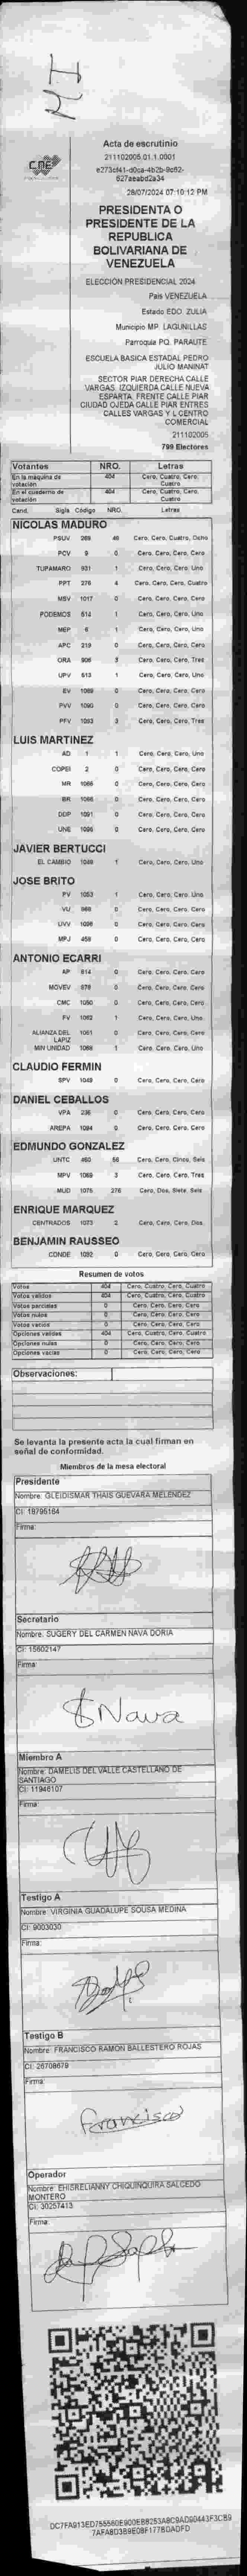 MI
CNE
Acta de escrutinio
211102005.01.1.0001
e273cf41-d0ca-4b2b-9c62-
627aeabd2a34
28/07/2024 07:10:12 PM
PRESIDENTA O
PRESIDENTE DE LA
REPUBLICA
BOLIVARIANA DE
VENEZUELA
ELECCIÓN PRESIDENCIAL 2024
País VENEZUELA
Estado EDO. ZULIA
Municipio MP. LAGUNILLAS
Parroquia PQ. PARAUTE
ESCUELA BASICA ESTADAL PEDRO
JULIO MANINAT
SECTOR PIAR DERECHA CALLE
VARGAS. IZQUIERDA CALLE NUEVA
ESPARTA. FRENTE CALLE PIAR
CIUDAD OJEDA CALLE PIAR ENTRES
CALLES VARGAS Y L CENTRO
COMERCIAL
211102005
799 Electores
Votantes NRO. Letras
En la máquina de votación 404 Cero, Cuatro, Cero, Cuatro
En el cuaderno de votación 404 Cero, Cuatro, Cero, Cuatro
Cand. Sigla Código NRO. Letras
NICOLAS MADURO
PSUV 268 48 Cero, Cero, Cuatro, Ocho
PCV 9 0 Cero, Cero, Cero, Cero
TUPAMARO 931 1 Cero, Cero, Cero, Uno
PPT 276 4 Cero, Cero, Cero, Cuatro
MSV 1017 0 Cero, Cero, Cero, Cero
PODEMOS 514 1 Cero, Cero, Cero, Uno
MEP 6 1 Cero, Cero, Cero, Uno
APC 219 0 Cero, Cero, Cero, Cero
ORA 906 3 Cero, Cero, Cero, Tres
UPV 613 1 Cero, Cero, Cero, Uno
EV 1089 0 Cero, Cero, Cero, Cero
PVV 1090 0 Cero, Cero, Cero, Cero
PFV 1093 3 Cero, Cero, Cero, Tres
LUIS MARTINEZ
AD 1 1 Cero, Cero, Cero, Uno
COPEI 2 0 Cero, Cero, Cero, Cero
MR 1066 0 Cero, Cero, Cero, Cero
BR 0 Cero, Cero, Cero, Cero
DDP 1091 0 Cero, Cero, Cero, Cero
UNE 1095 0 Cero, Cero, Cero, Cero
JAVIER BERTUCCI
EL CAMBIO 1048 1 Cero, Cero, Cero, Uno
JOSE BRITO
PV 1053 1 Cero, Cero, Cero, Uno
VU 968 0 Cero, Cero, Cero, Cero
UVV 1096 0 Cero, Cero, Cero, Cero
MPJ 458 0 Cero, Cero, Cero, Cero
ANTONIO ECARRI
AP 614 0 Cero, Cero, Cero, Cero
MOVEV 978 0 Cero, Cero, Cero, Cero
CMC 1050 0 Cero, Cero, Cero, Cero
FV 1062 1 Cero, Cero, Cero, Uno
ALIANZA DEL LAPIZ 1061 0 Cero, Cero, Cero, Cero
MIN UNIDAD 1068 1 Cero, Cero, Cero, Uno
CLAUDIO FERMIN
SPV 1049 0 Cero, Cero, Cero, Cero
DANIEL CEBALLOS
VPA 236 0 Cero, Cero, Cero, Cero
AREPA 1094 0 Cero, Cero, Cero, Cero
EDMUNDO GONZALEZ
UNTC 460 56 Cero, Cero, Cinco, Seis
MPV 1069 3 Cero, Cero, Cero, Tres
MUD 1075 276 Cero, Dos, Siete, Seis
ENRIQUE MARQUEZ
CENTRADOS 1073 2 Cero, Cero, Cero, Dos
BENJAMIN RAUSSEO
CONDE 1092 0 Cero, Cero, Cero, Cero
Resumen de votos
Votos 404 Cero, Cuatro, Cero, Cuatro
Votos válidos 404 Cero, Cuatro, Cero, Cuatro
Votos parciales 0 Cero, Cero, Cero, Cero
Votos nulos 0 Cero, Cero, Cero, Cero
Votos vacíos 0 Cero, Cero, Cero, Cero
Opciones válidas 404 Cero, Cuatro, Cero, Cuatro
Opciones nulas 0 Cero, Cero, Cero, Cero
Opciones vacías 0 Cero, Cero, Cero, Cero
Observaciones:
Se levanta la presente acta la cual firman en
señal de conformidad.
Miembros de la mesa electoral
Presidente
Nombre: GLEIDISMAR THAIS GUEVARA MELENDEZ
CI: 18795164
Firma:
Secretario
Nombre: SUGERY DEL CARMEN NAVA DORIA
CI: 15602147
Firma:
SNava
Miembro A
Nombre: DAMELIS DEL VALLE CASTELLANO DE
SANTIAGO
CI: 11946107
Firma:
Testigo A
Nombre: VIRGINIA GUADALUPE SOUSA MEDINA
CI: 9003030
Firma:
Testigo B
Nombre: FRANCISCO RAMON BALLESTERO ROJAS
CI: 26708679
Firma:
Francisco
Operador
Nombre: EHISRELIANNY CHIQUINQUIRA SALCEDO
MONTERO
CI: 30257413
Firma:
DC7FA913ED755560E900EB8253ABC9AD90443F3CB9
7AFA8D3B9E08F177BDADFD